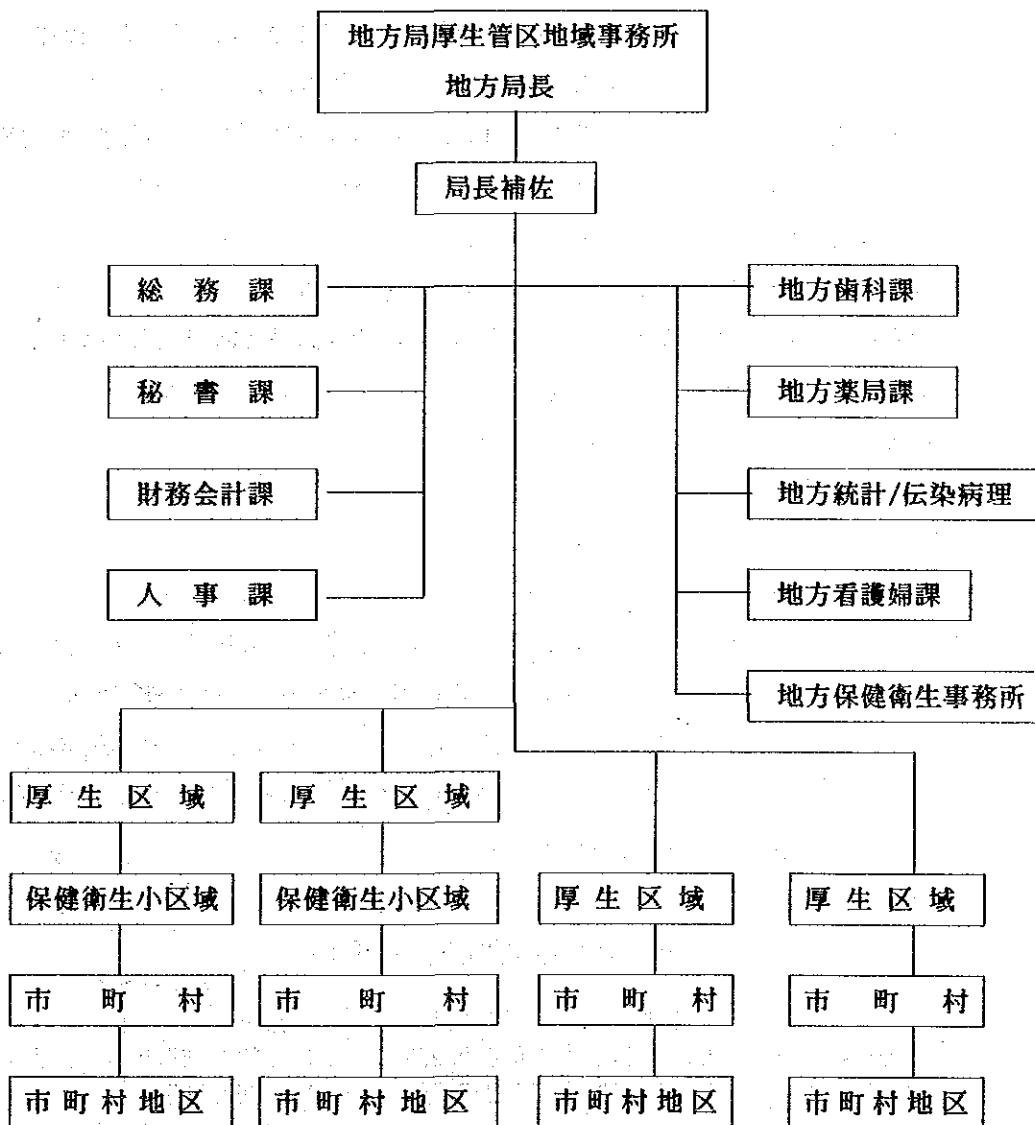 地方局厚生管区地域事務所
地方局長
局長補佐
総務課
地方歯科課
秘書課
地方薬局課
財務会計課
地方統計/伝染病理
人事課
地方看護婦課
地方保健衛生事務所
厚生区域
厚生区域
保健衛生小区域
保健衛生小区域
厚生区域
厚生区域
市町村
市町村
市町村
市町村
市町村地区
市町村地区
市町村地区
市町村地区